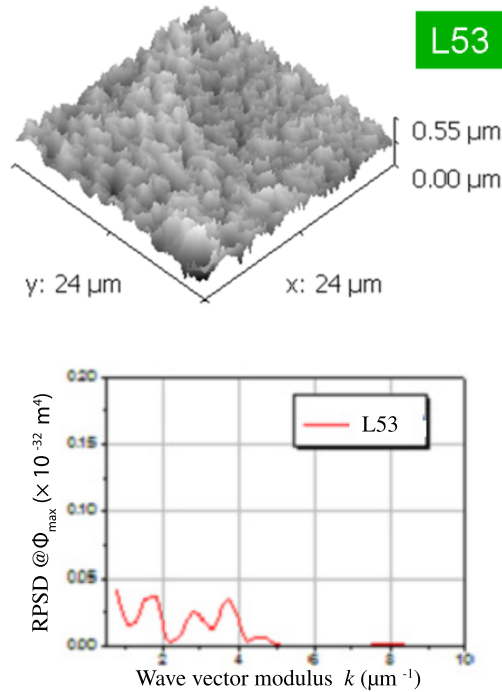 L53
0.55 µm
0.00 µm
y: 24 µm
x: 24 µm
0.20
0.15
0.10
0.05
0.00
RPSD @Φmax (× 10 -32 m4)
L53
2 4 6 8 10
Wave vector modulus k (µm -1)